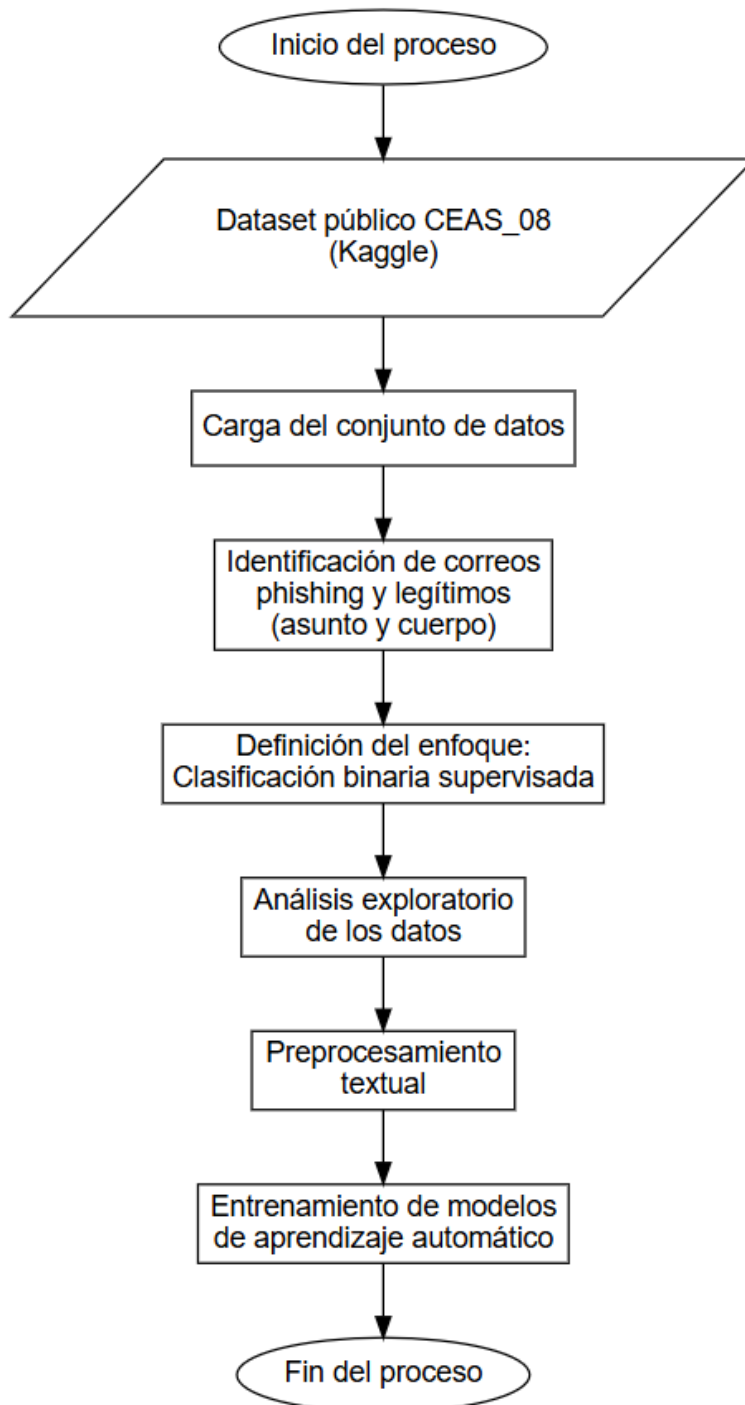 Inicio del proceso
Dataset público CEAS_08
(Kaggle)
Carga del conjunto de datos
Identificación de correos
phishing y legítimos
(asunto y cuerpo)
Definición del enfoque:
Clasificación binaria supervisada
Análisis exploratorio
de los datos
Preprocesamiento
textual
Entrenamiento de modelos
de aprendizaje automático
Fin del proceso